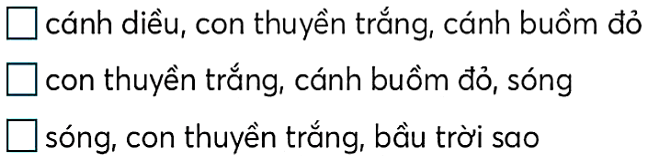 cánh diều, con thuyền trắng, cánh buồm đỏ
con thuyền trắng, cánh buồm đỏ, sóng
sóng, con thuyền trắng, bầu trời sao